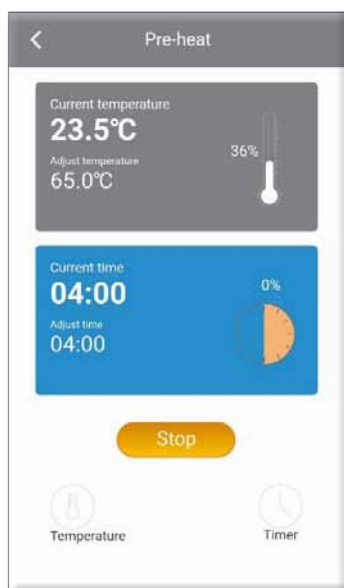 Pre-heat
Current temperature
23.5°C
Adjust temperature
65.0°C
36%
Current time
04:00
Adjust time
04:00
0%
Stop
Temperature
Timer